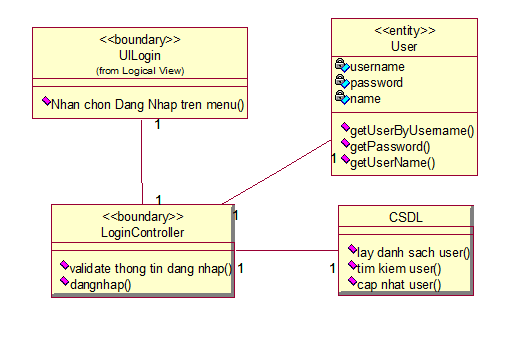 <<boundary>>
UILogin
(from Logical View)
Nhan chon Dang Nhap tren menu()
<<entity>>
User
username
password
name
getUserByUsername()
getPassword()
getUserName()
1
1
1
1
<<boundary>>
LoginController
validate thong tin dang nhap()
dangnhap()
1
1
CSDL
lay danh sach user()
tim kiem user()
cap nhat user()